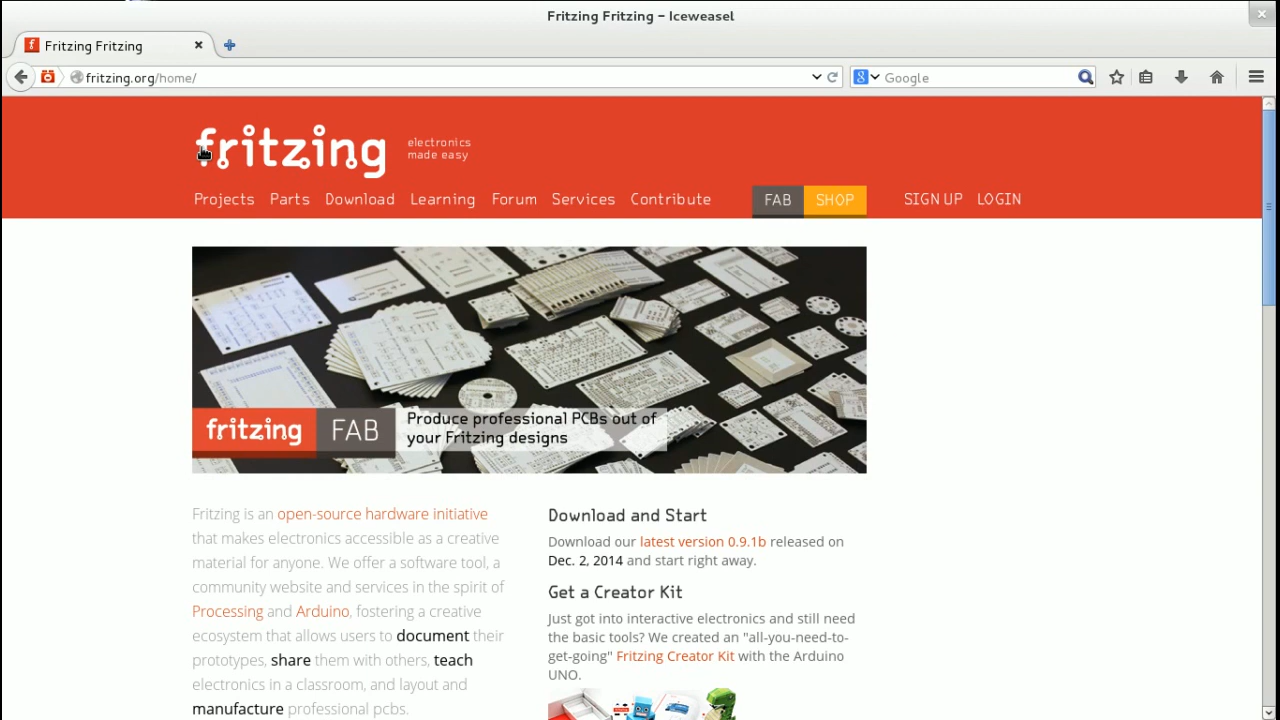 Fritzing Fritzing – Iceweasel
Fritzing Fritzing
fritzing.org/home/
Google
fritzing
electronics
made easy
Projects Parts Download Learning Forum Services Contribute FAB SHOP SIGN UP LOGIN
fritzing FAB
Produce professional PCBs out of
your Fritzing designs
Fritzing is an open-source hardware initiative
that makes electronics accessible as a creative
material for anyone. We offer a software tool, a
community website and services in the spirit of
Processing and Arduino, fostering a creative
ecosystem that allows users to document their
prototypes, share them with others, teach
electronics in a classroom, and layout and
manufacture professional pcbs.
Download and Start
Download our latest version 0.9.1b released on
Dec. 2, 2014 and start right away.
Get a Creator Kit
Just got into interactive electronics and still need
the basic tools? We created an "all-you-need-to-
get-going" Fritzing Creator Kit with the Arduino
UNO.